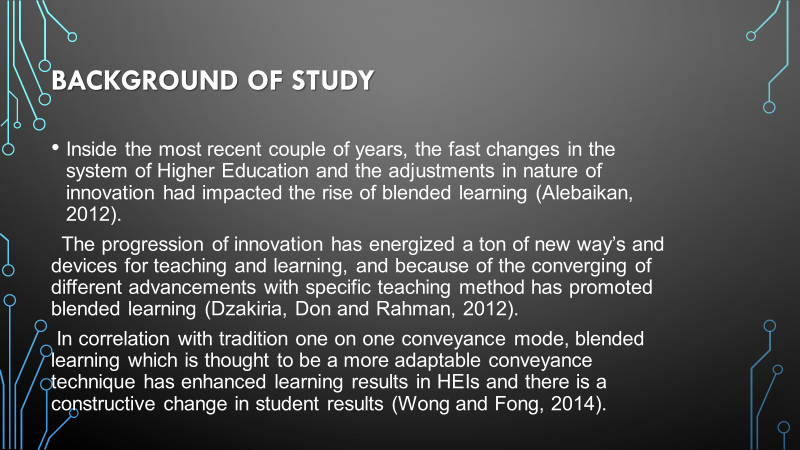 BACKGROUND OF STUDY
• Inside the most recent couple of years, the fast changes in the
system of Higher Education and the adjustments in nature of
innovation had impacted the rise of blended learning (Alebaikan,
2012).
The progression of innovation has energized a ton of new way's and
devices for teaching and learning, and because of the converging of
different advancements with specific teaching method has promoted
blended learning (Dzakiria, Don and Rahman, 2012).
In correlation with tradition one on one conveyance mode, blended
learning which is thought to be a more adaptable conveyance
technique has enhanced learning results in HEIs and there is a
constructive change in student results (Wong and Fong, 2014).